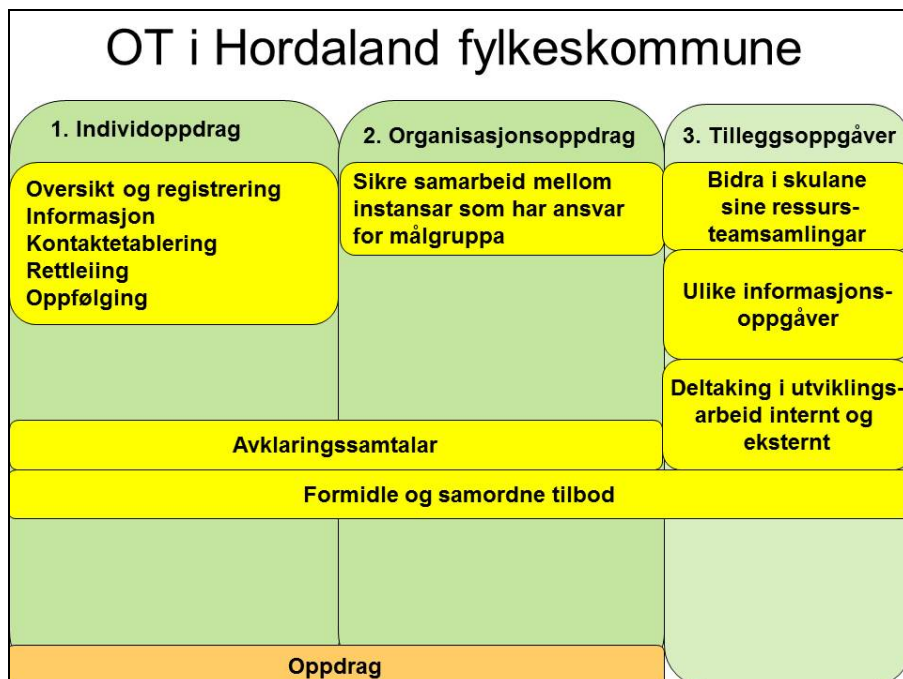 OT i Hordaland fylkeskommune
1. Individoppdrag
Oversikt og registrering
Informasjon
Kontaktetablering
Rettleiing
Oppfølging
2. Organisasjonsoppdrag
Sikre samarbeid mellom
instansar som har ansvar
for målgruppa
3. Tilleggsoppgåver
Bidra i skulane
sine ressurs-
teamsamlingar
Ulike informasjons-
oppgåver
Deltaking i utviklings-
arbeid internt og
eksternt
Avklaringssamtalar
Formidle og samordne tilbod
Oppdrag